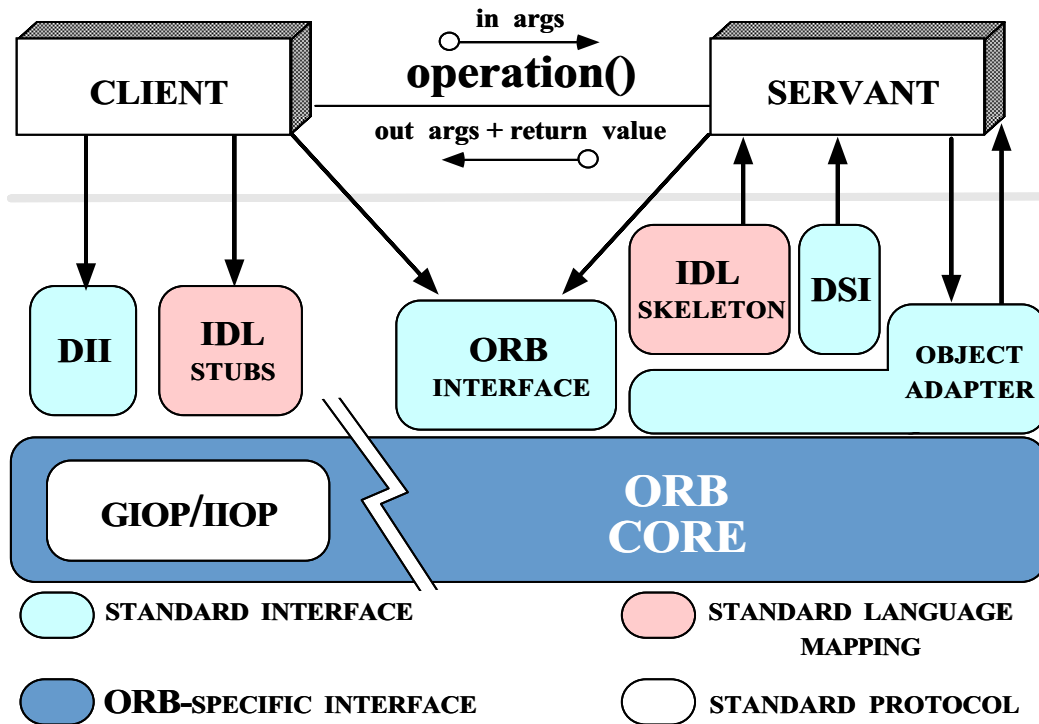 in args
operation()
out args + return value
CLIENT
SERVANT
DII
IDL
STUBS
ORB
INTERFACE
IDL
SKELETON
DSI
OBJECT
ADAPTER
GIOP/IIOP
ORB
CORE
STANDARD INTERFACE
STANDARD LANGUAGE
MAPPING
ORB-SPECIFIC INTERFACE
STANDARD PROTOCOL